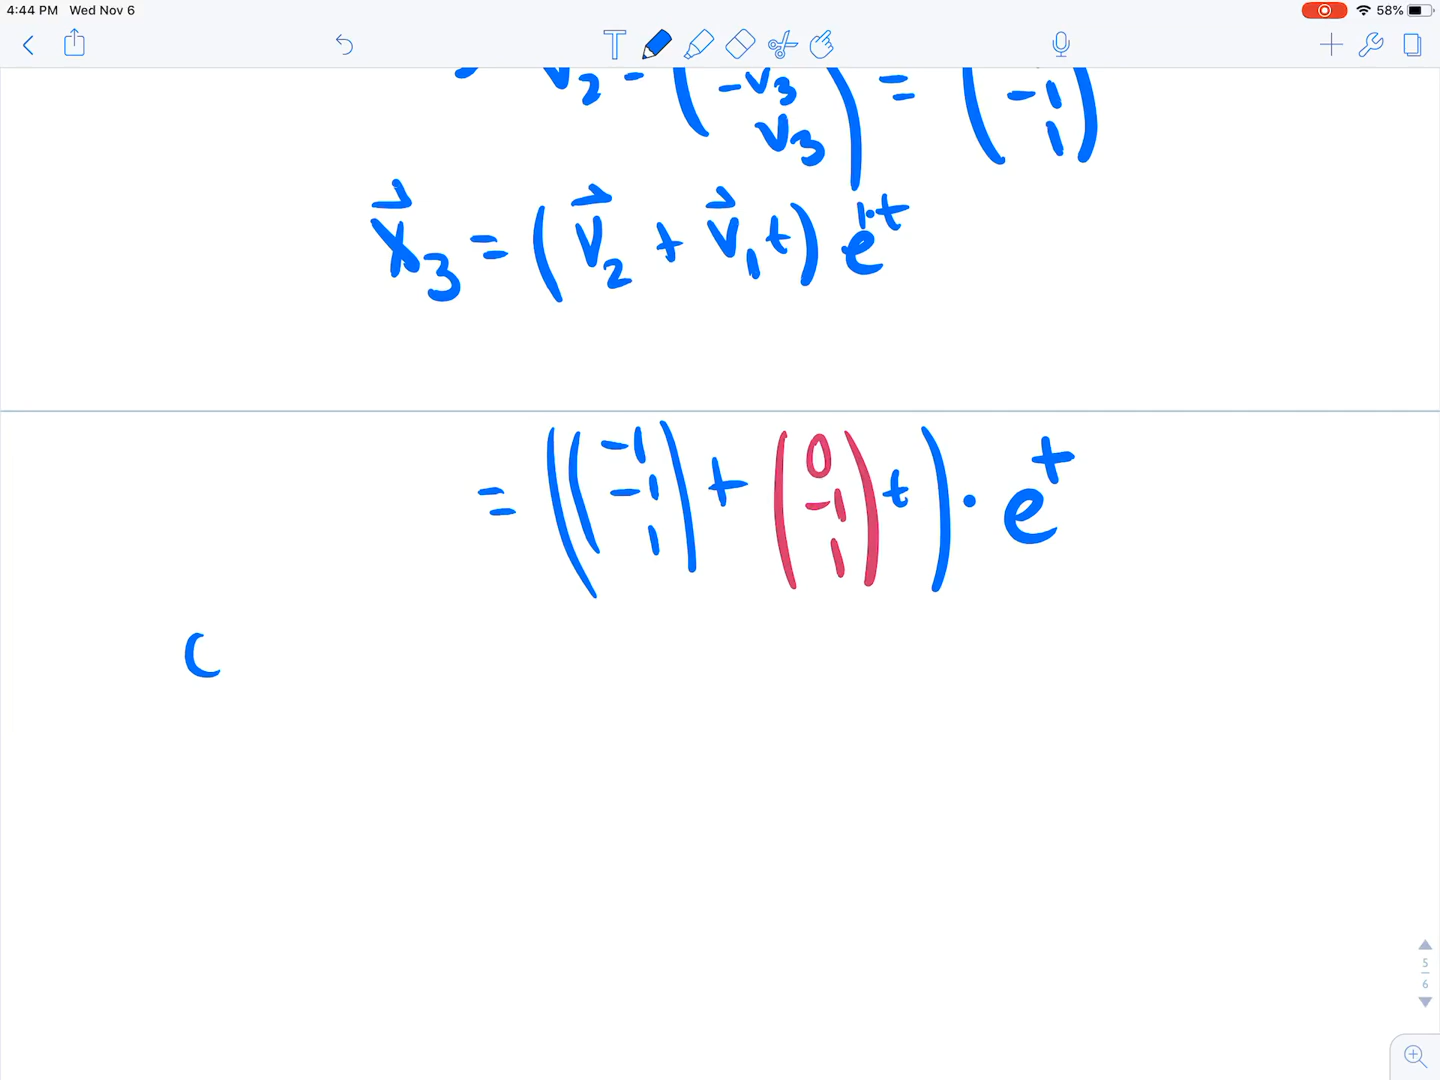 4:44 PM Wed Nov 6 58%
T
V₂ = (-V₃ V₃) = (-1 1)
x⃗₃ = (v⃗₂ + v⃗₁t) e^{1·t}
= ((-1 -1 1) + (0 -1 1)t) · e^t
C
5
6